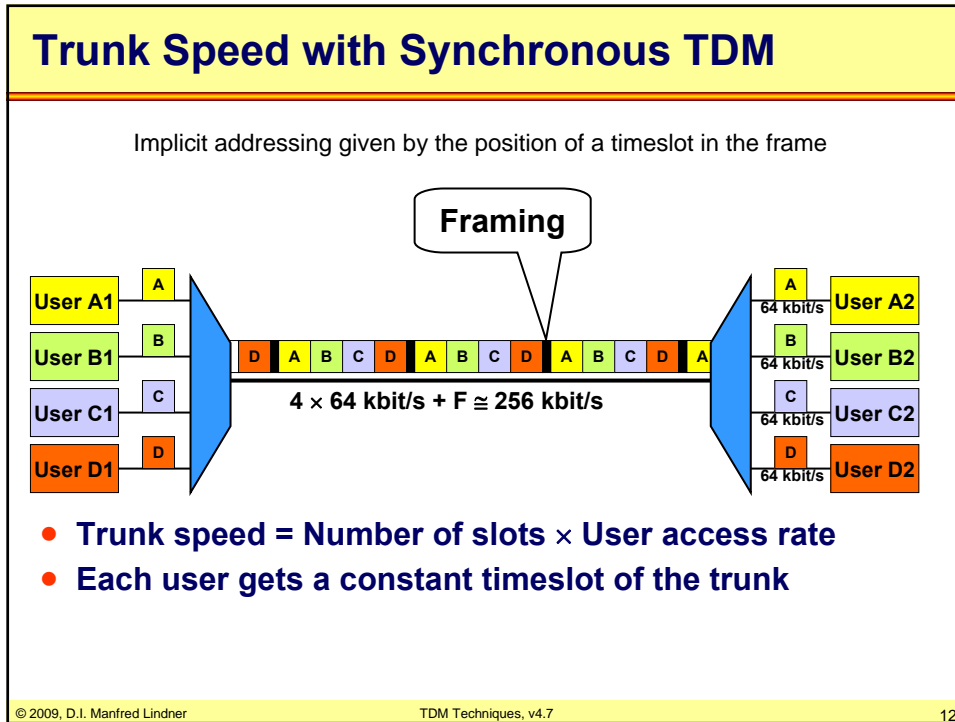 Trunk Speed with Synchronous TDM
Implicit addressing given by the position of a timeslot in the frame
Framing
User A1
A
User B1
B
User C1
C
User D1
D
D A B C D A B C D A B C D A
4 × 64 kbit/s + F ≅ 256 kbit/s
A
64 kbit/s
User A2
B
64 kbit/s
User B2
C
64 kbit/s
User C2
D
64 kbit/s
User D2
• Trunk speed = Number of slots × User access rate
• Each user gets a constant timeslot of the trunk
© 2009, D.I. Manfred Lindner
TDM Techniques, v4.7
12